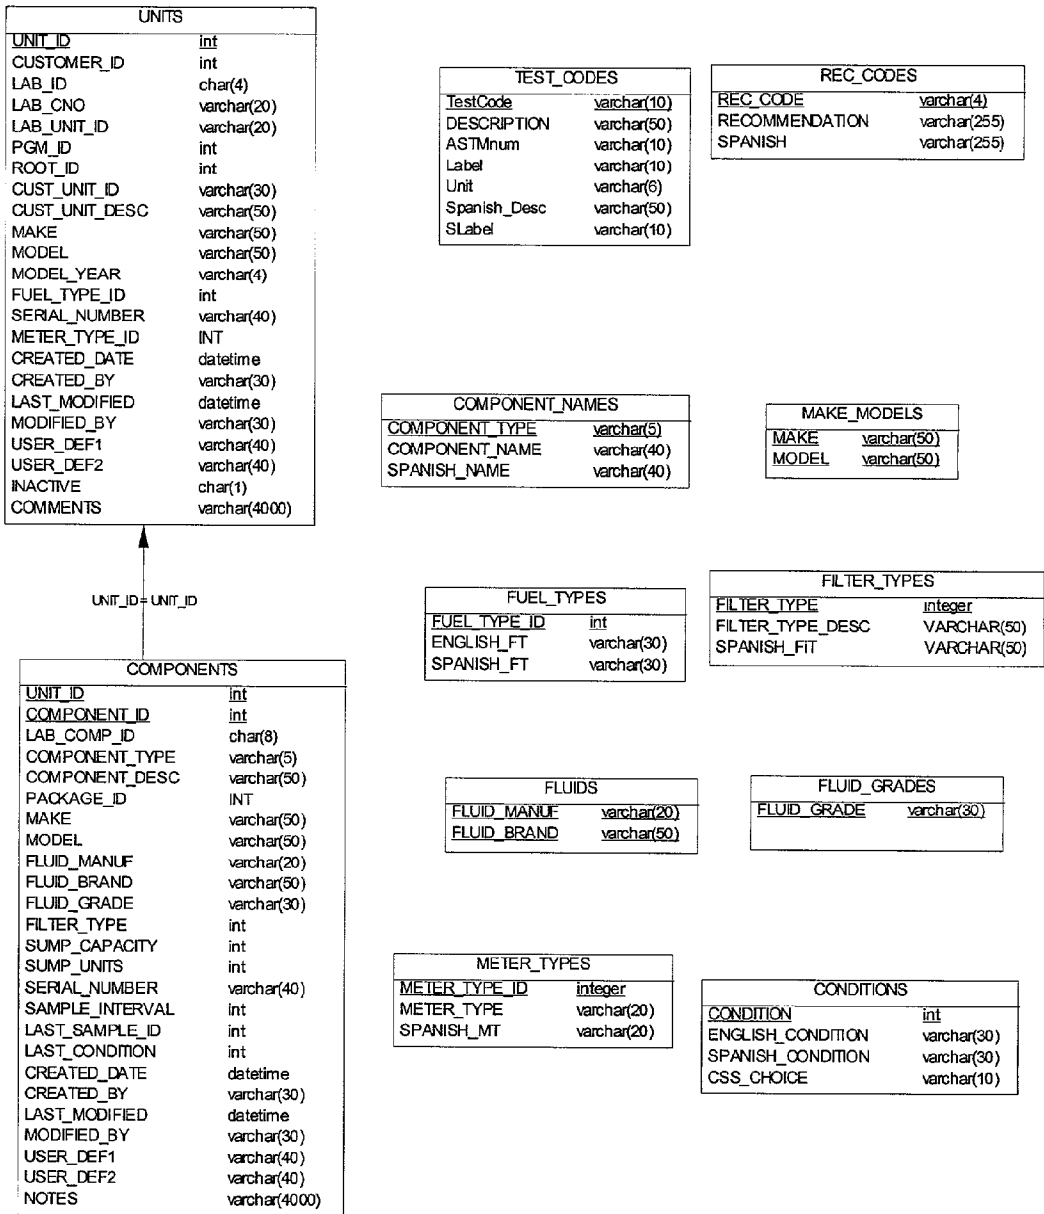 UNITS
UNIT_ID int
CUSTOMER_ID int
LAB_ID char(4)
LAB_CNO varchar(20)
LAB_UNIT_ID varchar(20)
PGM_ID int
ROOT_ID int
CUST_UNIT_ID varchar(30)
CUST_UNIT_DESC varchar(50)
MAKE varchar(50)
MODEL varchar(50)
MODEL_YEAR varchar(4)
FUEL_TYPE_ID int
SERIAL_NUMBER varchar(40)
METER_TYPE_ID INT
CREATED_DATE datetime
CREATED_BY varchar(30)
LAST_MODIFIED datetime
MODIFIED_BY varchar(30)
USER_DEF1 varchar(40)
USER_DEF2 varchar(40)
INACTIVE char(1)
COMMENTS varchar(4000)
TEST_CODES
TestCode varchar(10)
DESCRIPTION varchar(50)
ASTMnum varchar(10)
Label varchar(10)
Unit varchar(6)
Spanish_Desc varchar(50)
SLabel varchar(10)
REC_CODES
REC_CODE varchar(4)
RECOMMENDATION varchar(255)
SPANISH varchar(255)
COMPONENT_NAMES
COMPONENT_TYPE varchar(5)
COMPONENT_NAME varchar(40)
SPANISH_NAME varchar(40)
MAKE_MODELS
MAKE varchar(50)
MODEL varchar(50)
UNIT_ID = UNIT_ID
FUEL_TYPES
FUEL_TYPE_ID int
ENGLISH_FT varchar(30)
SPANISH_FT varchar(30)
FILTER_TYPES
FILTER_TYPE integer
FILTER_TYPE_DESC VARCHAR(50)
SPANISH_FIT VARCHAR(50)
COMPONENTS
UNIT_ID int
COMPONENT_ID int
LAB_COMP_ID char(8)
COMPONENT_TYPE varchar(5)
COMPONENT_DESC varchar(50)
PACKAGE_ID INT
MAKE varchar(50)
MODEL varchar(50)
FLUID_MANUF varchar(20)
FLUID_BRAND varchar(50)
FLUID_GRADE varchar(30)
FILTER_TYPE int
SUMP_CAPACITY int
SUMP_UNITS int
SERIAL_NUMBER varchar(40)
SAMPLE_INTERVAL int
LAST_SAMPLE_ID int
LAST_CONDITION int
CREATED_DATE datetime
CREATED_BY varchar(30)
LAST_MODIFIED datetime
MODIFIED_BY varchar(30)
USER_DEF1 varchar(40)
USER_DEF2 varchar(40)
NOTES varchar(4000)
FLUIDS
FLUID_MANUF varchar(20)
FLUID_BRAND varchar(50)
FLUID_GRADES
FLUID_GRADE varchar(30)
METER_TYPES
METER_TYPE_ID integer
METER_TYPE varchar(20)
SPANISH_MT varchar(20)
CONDITIONS
CONDITION int
ENGLISH_CONDITION varchar(30)
SPANISH_CONDITION varchar(30)
CSS_CHOICE varchar(10)